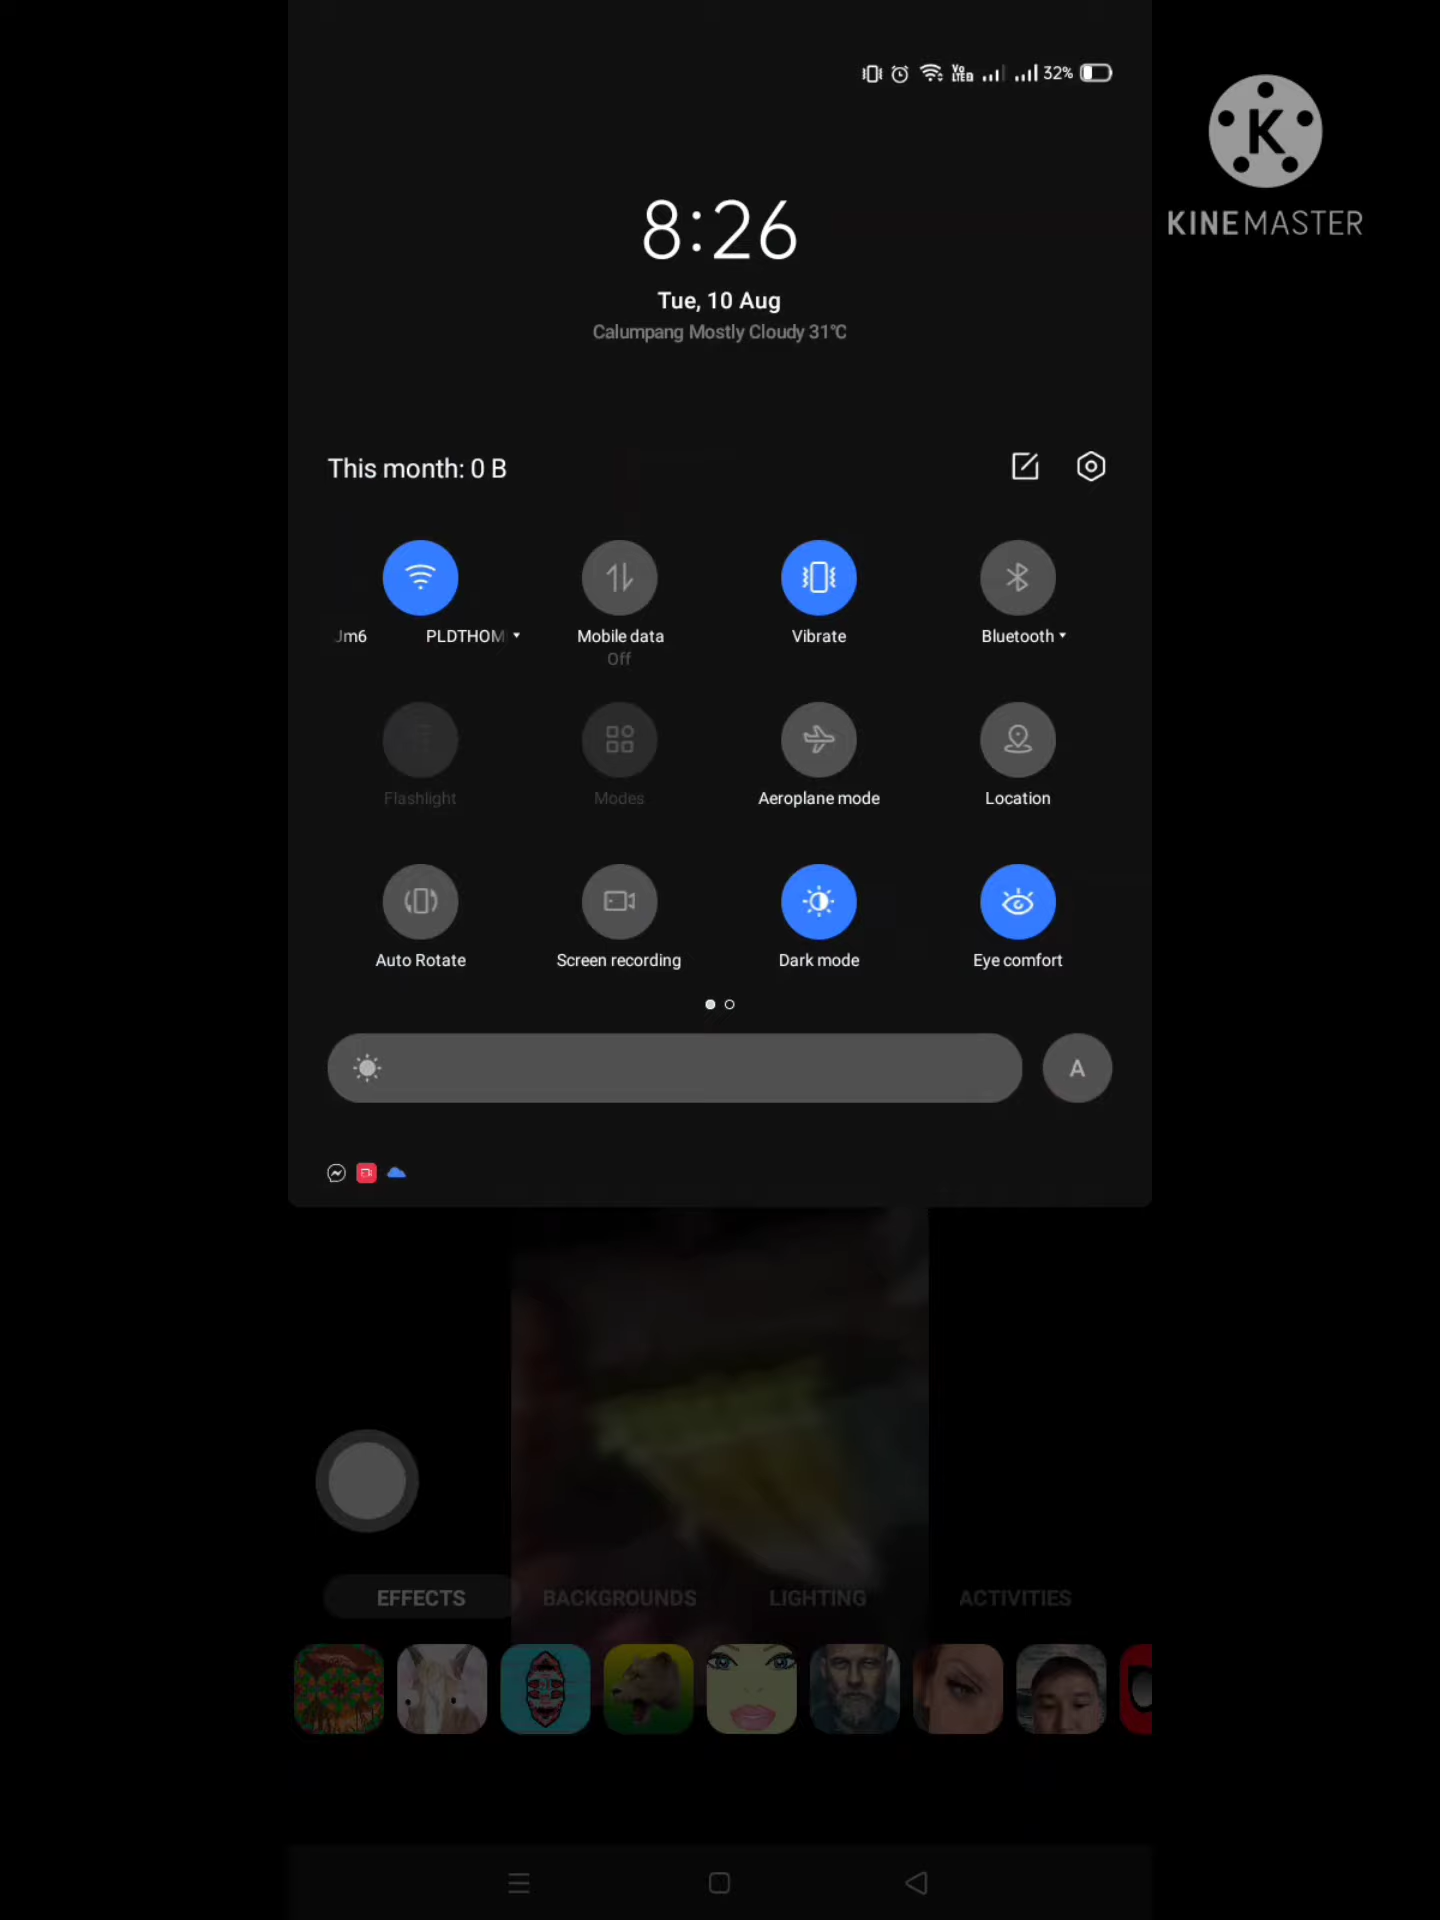 Vo LTE2 32%
KINEMASTER
8:26
Tue, 10 Aug
Calumpang Mostly Cloudy 31°C
This month: 0 B
Jm6 PLDTHOM Mobile data Vibrate Bluetooth
Off
Flashlight Modes Aeroplane mode Location
Auto Rotate Screen recording Dark mode Eye comfort
A
EFFECTS BACKGROUNDS LIGHTING ACTIVITIES